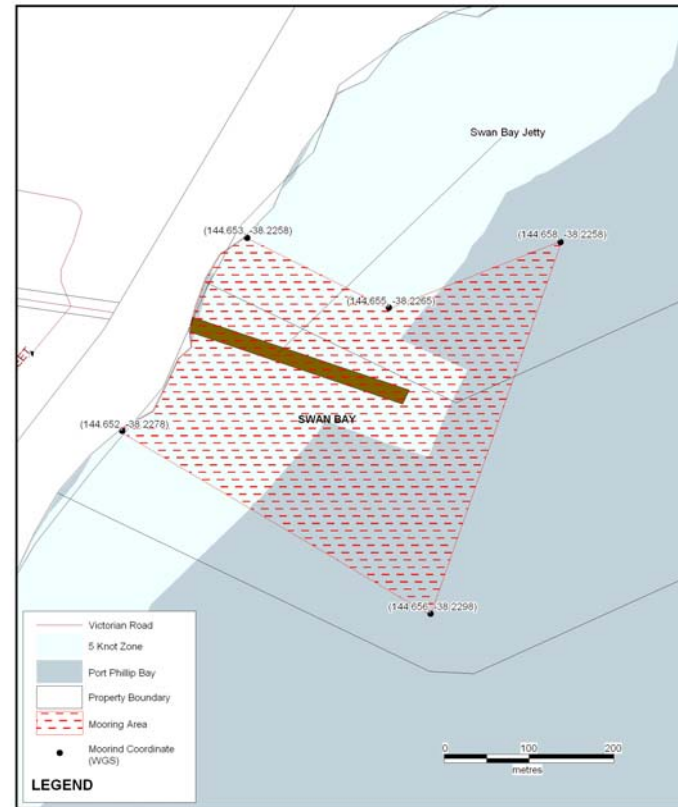 Swan Bay Jetty
(144.653, -38.2258)
(144.658, -38.2258)
(144.655, -38.2265)
EET
SWAN BAY
(144.652, -38.2278)
(144.656, -38.2298)
Victorian Road
5 Knot Zone
Port Phillip Bay
Property Boundary
Mooring Area
Moorind Coordinate
(WGS)
LEGEND
0 100 200
metres